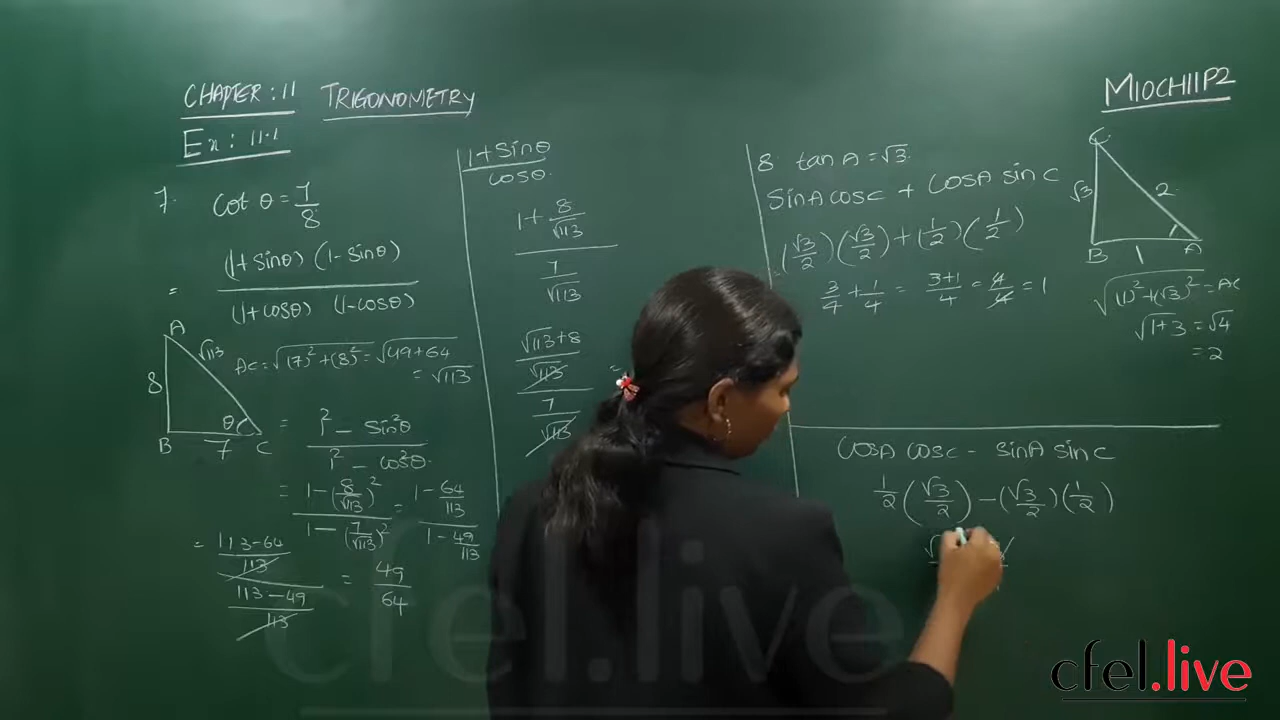 CHAPTER: 11 TRIGONOMETRY
Ex: 11.1
M10CH11P2
7. cot θ = 7/8
= (1+sinθ)(1-sinθ) / (1+cosθ)(1-cosθ)
A
8
√113
B
7
θ
C
AC = √(7)²+(8)² = √49+64
= √113
= 1² - sin²θ / 1² - cos²θ.
= 1-(8/√113)² / 1-(7/√113)² = 1-64/113 / 1-49/113
= 113-64/113 / 113-49/113 = 49/64
1+sinθ / cosθ
1+8/√113 / 7/√113
√113+8/√113 / 7/√113 =
8 tan A = √3.
sinA cosC + cosA sin C
(√3/2)(√3/2)+(1/2)(1/2)
3/4 + 1/4 = 3+1/4 = 4/4 = 1
C
√3
2
B
1
A
√(1)²+(√3)² = AC
√1+3 = √4
= 2
cosA cosC - sinA sin C
1/2 (√3/2) - (√3/2)(1/2)
cfel.live
cfel.live